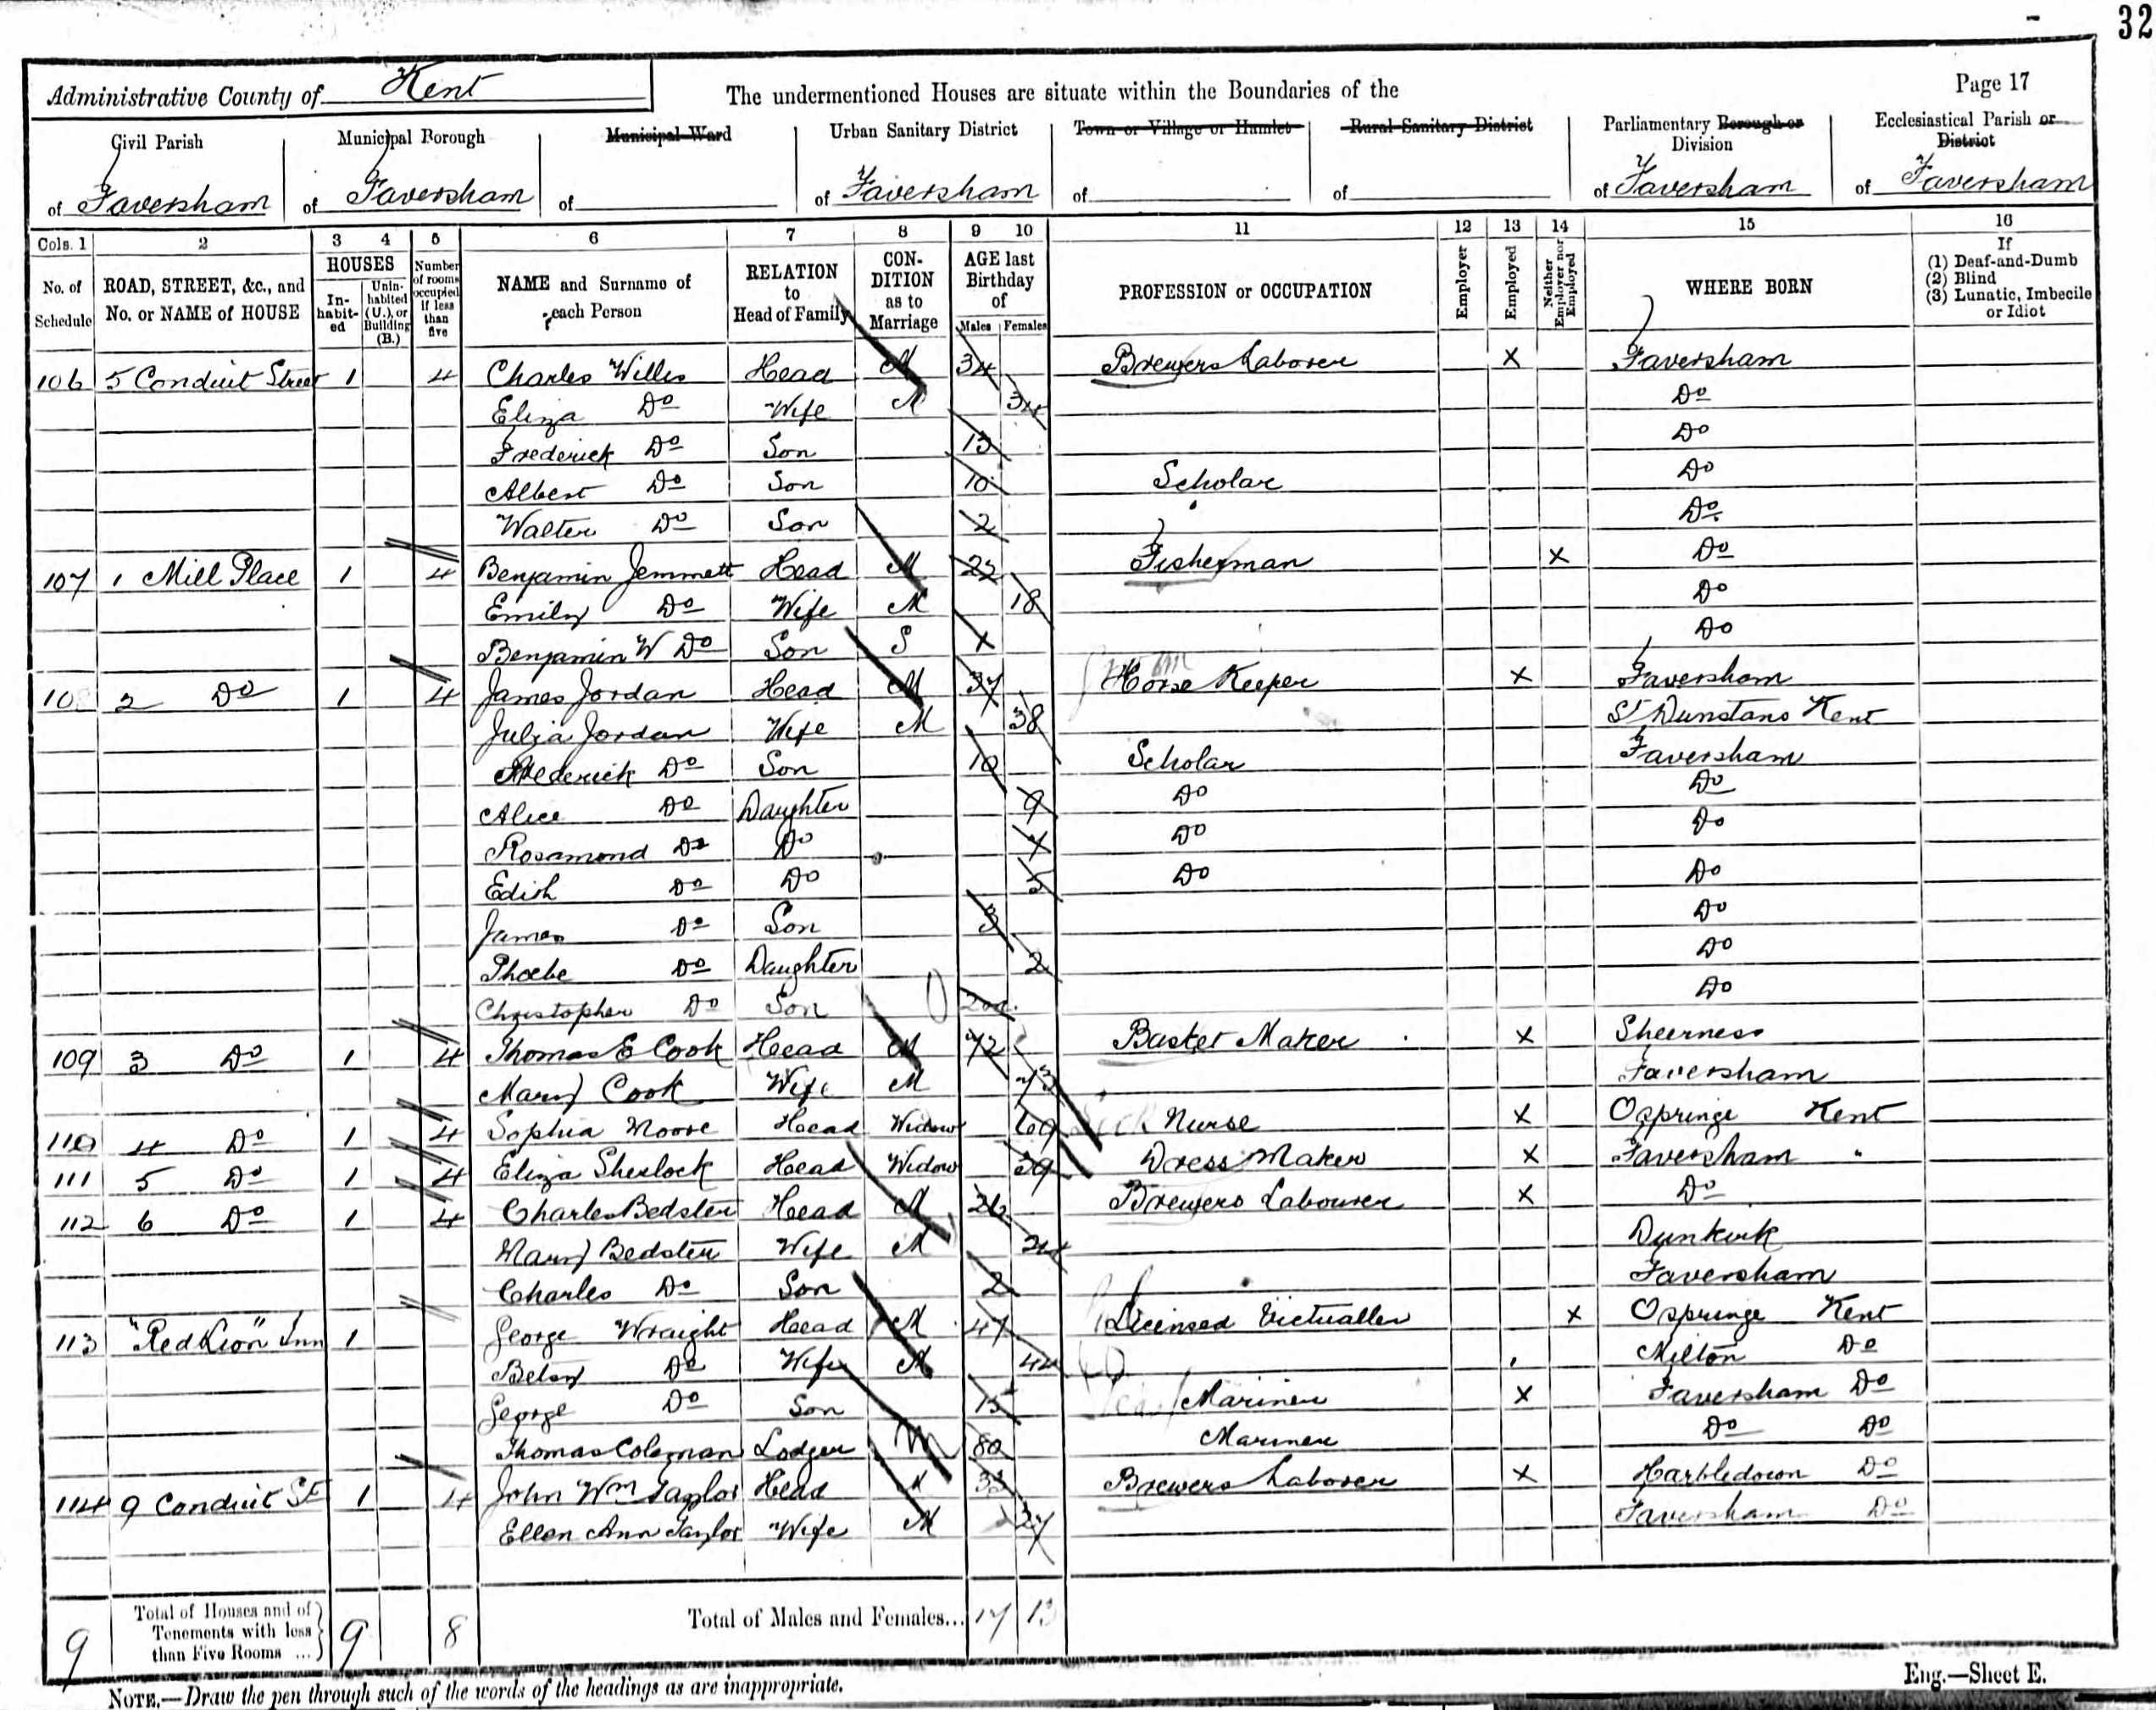 32
Administrative County of Kent
The undermentioned Houses are situate within the Boundaries of the
Page 17
Civil Parish of Faversham
Municipal Borough of Faversham
Municipal Ward of
Urban Sanitary District of Faversham
Town or Village or Hamlet of
Rural Sanitary District of
Parliamentary Borough or Division of Faversham
Ecclesiastical Parish or District of Faversham
Cols. 1 2 3 4 5 6 7 8 9 10 11 12 13 14 15 16
No. of Schedule
ROAD, STREET, &c., and No. or NAME of HOUSE
HOUSES
In-habit-ed
Unin-habited (U.), or Building (B.)
Number of rooms occupied if less than five
NAME and Surname of each Person
RELATION to Head of Family
CON-DITION as to Marriage
AGE last Birthday of
Males Females
PROFESSION or OCCUPATION
Employer
Employed
Neither Employer nor Employed
WHERE BORN
If (1) Deaf-and-Dumb (2) Blind (3) Lunatic, Imbecile or Idiot
106 5 Conduit Street 1 4 Charles Willis Head M 34 Brewers Laborer X Faversham
Eliza Do Wife M 34 Do
Frederick Do Son 13 Do
Albert Do Son 10 Scholar Do
Walter Do Son 2 Do
107 1 Mill Place 1 4 Benjamin Jemmett Head M 22 Fisherman X Do
Emily Do Wife M 18 Do
Benjamin W Do Son S Do
10 2 Do 1 4 James Jordan Head M 37 Horse Keeper X Faversham
Julia Jordan Wife M 38 St Dunstans Kent
Frederick Do Son 10 Scholar Faversham
Alice Do Daughter 9 Do Do
Rosamond Do Do 7 Do Do
Edith Do Do 5 Do Do
James Do Son 3 Do
Phoebe Do Daughter 2 Do
Christopher Do Son Do
109 3 Do 1 4 Thomas E Cook Head M 72 Basket Maker X Sheerness
Mary Cook Wife M 73 Faversham
110 4 Do 1 4 Sophia Moore Head Widow 69 Sick Nurse X Ospringe Kent
111 5 Do 1 4 Eliza Sherlock Head Widow 39 Dress Maker X Faversham "
112 6 Do 1 4 Charles Bedster Head M 26 Brewers Labourer X Do
Mary Bedster Wife M 24 Dunkirk
Charles Do Son 2 Faversham
113 "Red Lion" Inn 1 George Wraight Head M 47 Licensed Victualler X Ospringe Kent
Betsy Do Wife M 44 Milton Do
George Do Son 15 Mariner X Faversham Do
Thomas Coleman Lodger M 80 Mariner Do Do
114 9 Conduit St 1 4 John Wm Taylor Head M 33 Brewers Laborer X Harbledown Do
Ellen Ann Taylor Wife M 27 Faversham Do
9 Total of Houses and of Tenements with less than Five Rooms ... 9 8 Total of Males and Females... 17 13
NOTE.—Draw the pen through such of the words of the headings as are inappropriate.
Eng.—Sheet E.